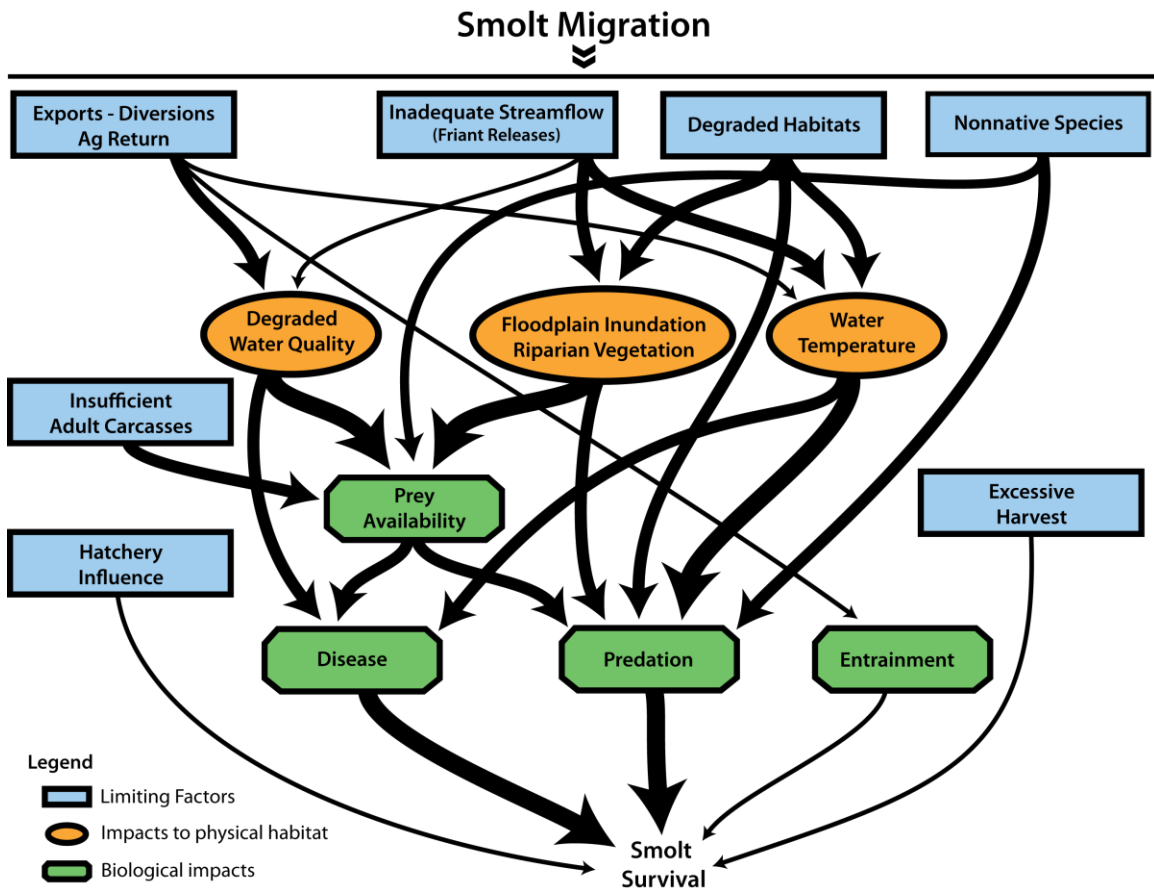 Smolt Migration
Exports - Diversions
Ag Return
Inadequate Streamflow
(Friant Releases)
Degraded Habitats
Nonnative Species
Degraded
Water Quality
Floodplain Inundation
Riparian Vegetation
Water
Temperature
Insufficient
Adult Carcasses
Prey
Availability
Excessive
Harvest
Hatchery
Influence
Disease
Predation
Entrainment
Legend
Limiting Factors
Impacts to physical habitat
Biological impacts
Smolt
Survival